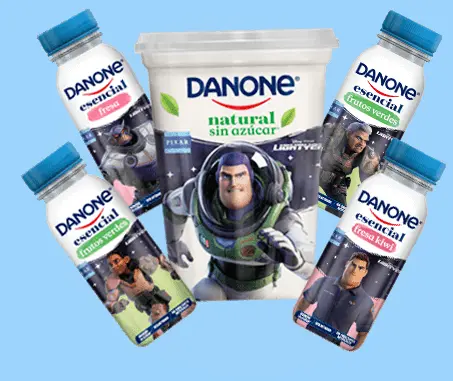 DANONE
esencial
fresa
DANONE
natural
sin azúcar
PIXAR
LIGHTYEAR
DANONE
esencial
frutos verdes
DANONE
esencial
frutos verdes
DANONE
esencial
fresa kiwi